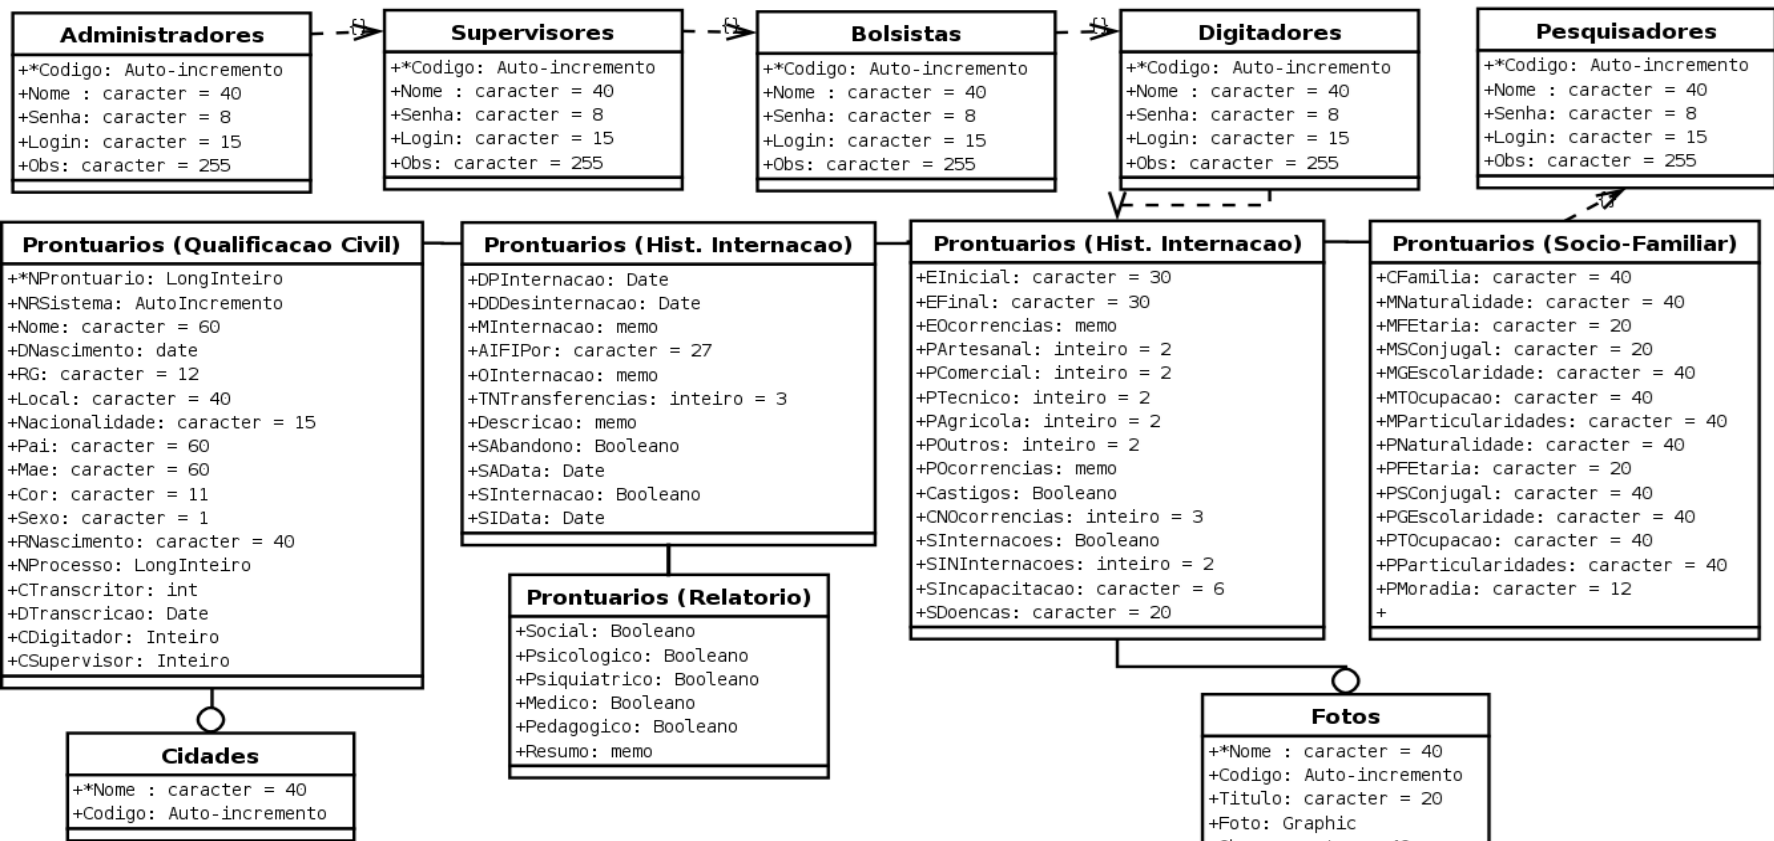 Administradores
+*Codigo: Auto-incremento
+Nome : caracter = 40
+Senha: caracter = 8
+Login: caracter = 15
+Obs: caracter = 255
{}
Supervisores
+*Codigo: Auto-incremento
+Nome : caracter = 40
+Senha: caracter = 8
+Login: caracter = 15
+Obs: caracter = 255
{}
Bolsistas
+*Codigo: Auto-incremento
+Nome : caracter = 40
+Senha: caracter = 8
+Login: caracter = 15
+Obs: caracter = 255
{}
Digitadores
+*Codigo: Auto-incremento
+Nome : caracter = 40
+Senha: caracter = 8
+Login: caracter = 15
+Obs: caracter = 255
Pesquisadores
+*Codigo: Auto-incremento
+Nome : caracter = 40
+Senha: caracter = 8
+Login: caracter = 15
+Obs: caracter = 255
{}
Prontuarios (Qualificacao Civil)
+*NProntuario: LongInteiro
+NRSistema: AutoIncremento
+Nome: caracter = 60
+DNascimento: date
+RG: caracter = 12
+Local: caracter = 40
+Nacionalidade: caracter = 15
+Pai: caracter = 60
+Mae: caracter = 60
+Cor: caracter = 11
+Sexo: caracter = 1
+RNascimento: caracter = 40
+NProcesso: LongInteiro
+CTranscritor: int
+DTranscricao: Date
+CDigitador: Inteiro
+CSupervisor: Inteiro
Prontuarios (Hist. Internacao)
+DPInternacao: Date
+DDDesinternacao: Date
+MInternacao: memo
+AIFIPor: caracter = 27
+OInternacao: memo
+TNTransferencias: inteiro = 3
+Descricao: memo
+SAbandono: Booleano
+SAData: Date
+SInternacao: Booleano
+SIData: Date
Prontuarios (Hist. Internacao)
+EInicial: caracter = 30
+EFinal: caracter = 30
+EOcorrencias: memo
+PArtesanal: inteiro = 2
+PComercial: inteiro = 2
+PTecnico: inteiro = 2
+PAgricola: inteiro = 2
+POutros: inteiro = 2
+POcorrencias: memo
+Castigos: Booleano
+CNOcorrencias: inteiro = 3
+SInternacoes: Booleano
+SINInternacoes: inteiro = 2
+SIncapacitacao: caracter = 6
+SDoencas: caracter = 20
Prontuarios (Socio-Familiar)
+CFamilia: caracter = 40
+MNaturalidade: caracter = 40
+MFEtaria: caracter = 20
+MSConjugal: caracter = 20
+MGEscolaridade: caracter = 40
+MTOcupacao: caracter = 40
+MParticularidades: caracter = 40
+PNaturalidade: caracter = 40
+PFEtaria: caracter = 20
+PSConjugal: caracter = 40
+PGEscolaridade: caracter = 40
+PTOcupacao: caracter = 40
+PParticularidades: caracter = 40
+PMoradia: caracter = 12
+
Prontuarios (Relatorio)
+Social: Booleano
+Psicologico: Booleano
+Psiquiatrico: Booleano
+Medico: Booleano
+Pedagogico: Booleano
+Resumo: memo
Cidades
+*Nome : caracter = 40
+Codigo: Auto-incremento
Fotos
+*Nome : caracter = 40
+Codigo: Auto-incremento
+Titulo: caracter = 20
+Foto: Graphic